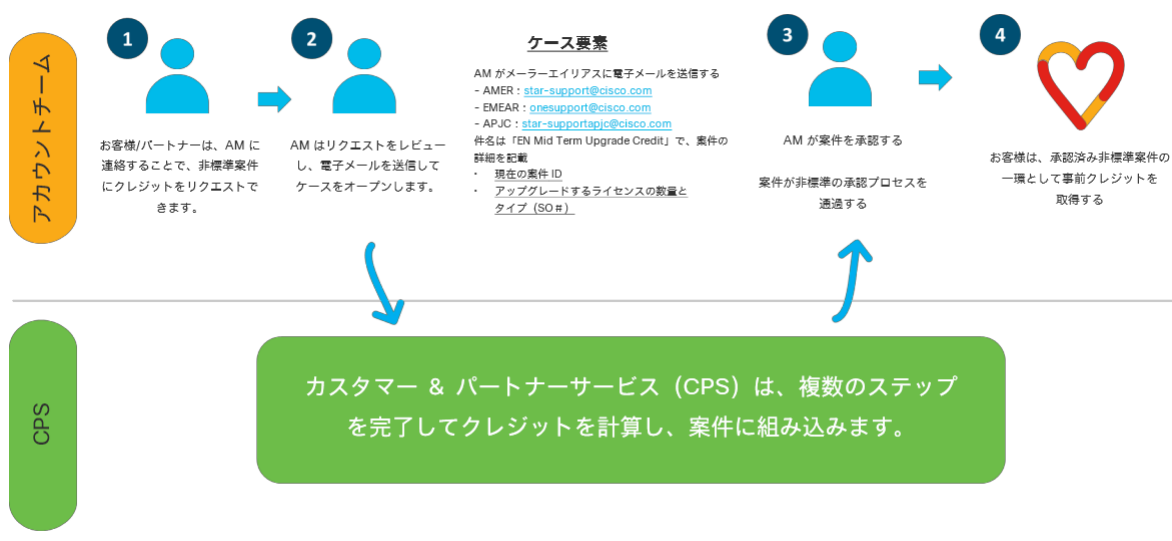 アカウントチーム
1
お客様/パートナーは、AM に
連絡することで、非標準案件
にクレジットをリクエストで
きます。
2
AM はリクエストをレビュー
し、電子メールを送信して
ケースをオープンします。
ケース要素
AM がメーラーエイリアスに電子メールを送信する
- AMER : star-support@cisco.com
- EMEAR : onesupport@cisco.com
- APJC : star-supportapjc@cisco.com
件名は「EN Mid Term Upgrade Credit」で、案件の
詳細を記載
• 現在の案件 ID
• アップグレードするライセンスの数量と
タイプ（SO#）
3
AM が案件を承認する
案件が非標準の承認プロセスを
通過する
4
お客様は、承認済み非標準案件の
一環として事前クレジットを
取得する
CPS
カスタマー & パートナーサービス（CPS）は、複数のステップ
を完了してクレジットを計算し、案件に組み込みます。